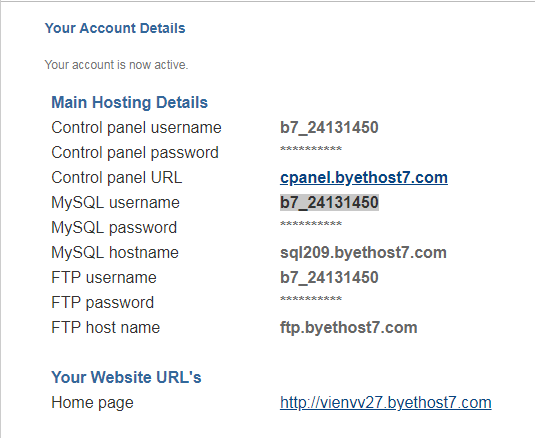 Your Account Details
Your account is now active.
Main Hosting Details
Control panel username b7_24131450
Control panel password **********
Control panel URL cpanel.byethost7.com
MySQL username b7_24131450
MySQL password **********
MySQL hostname sql209.byethost7.com
FTP username b7_24131450
FTP password **********
FTP host name ftp.byethost7.com
Your Website URL's
Home page http://vienvv27.byethost7.com